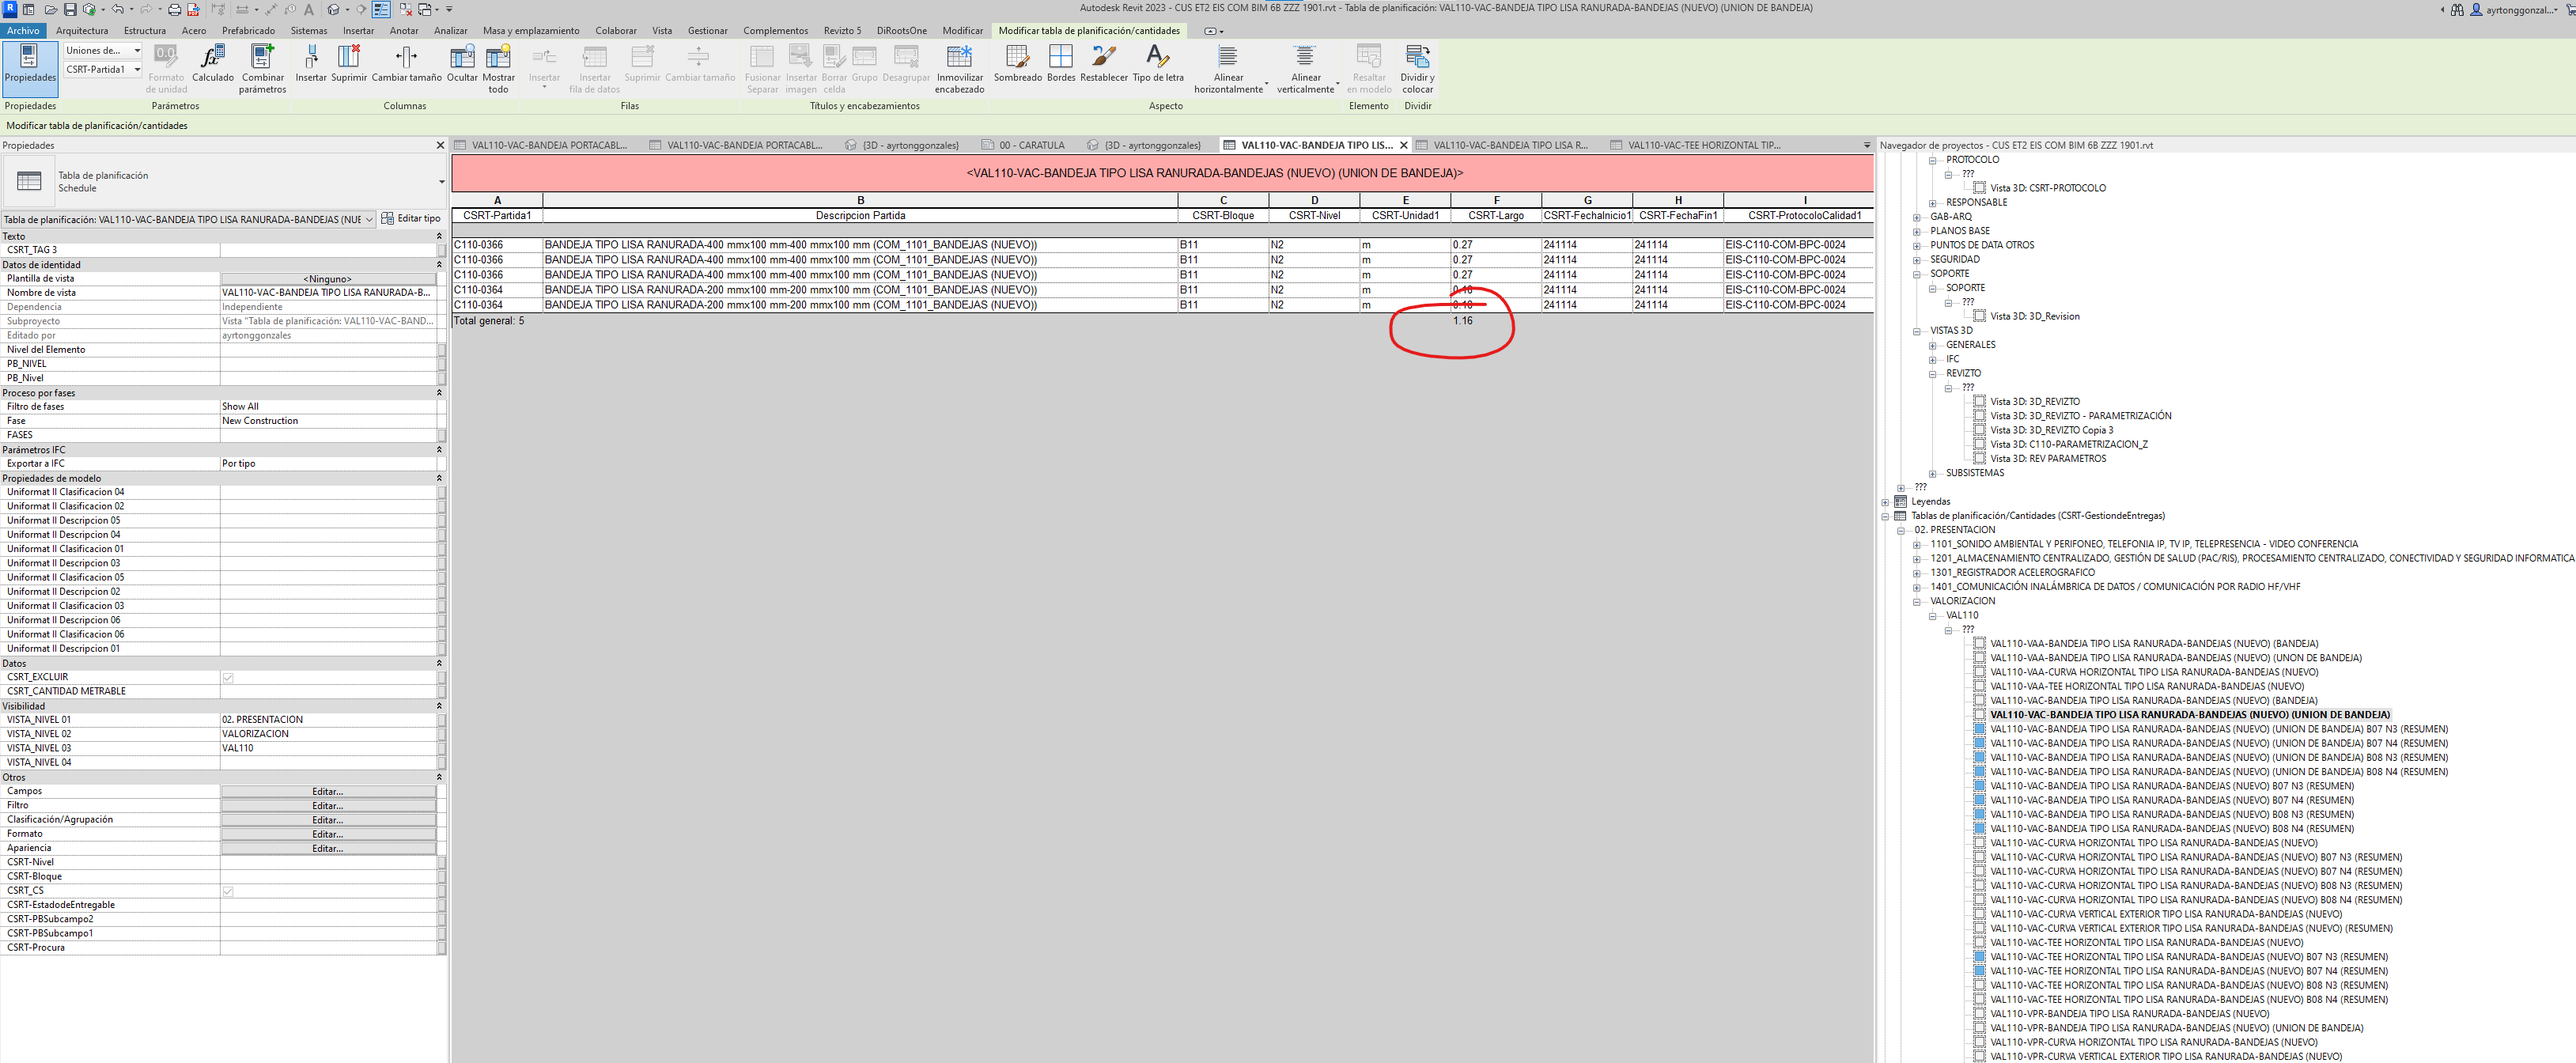 Autodesk Revit 2023 - CUS ET2 EIS COM BIM 6B ZZZ 1901.rvt - Tabla de planificación: VAL110-VAC-BANDEJA TIPO LISA RANURADA-BANDEJAS (NUEVO) (UNION DE BANDEJA)
ayrtonggonzal...
Archivo Arquitectura Estructura Acero Prefabricado Sistemas Insertar Anotar Analizar Masa y emplazamiento Colaborar Vista Gestionar Complementos Revizto 5 DiRootsOne Modificar Modificar tabla de planificación/cantidades
Propiedades
Uniones de...
CSRT-Partida1
Formato de unidad
Calculado
Combinar parámetros
Insertar Suprimir Cambiar tamaño Ocultar Mostrar todo
Insertar
Insertar fila de datos
Suprimir Cambiar tamaño
Fusionar Separar
Insertar imagen
Borrar celda
Grupo Desagrupar
Inmovilizar encabezado
Sombreado Bordes Restablecer Tipo de letra
Alinear horizontalmente
Alinear verticalmente
Resaltar en modelo
Dividir y colocar
Propiedades Parámetros Columnas Filas Títulos y encabezamientos Aspecto Elemento Dividir
Modificar tabla de planificación/cantidades
Propiedades
Tabla de planificación
Schedule
Tabla de planificación: VAL110-VAC-BANDEJA TIPO LISA RANURADA-BANDEJAS (NUE
Editar tipo
Texto
CSRT_TAG 3
Datos de identidad
Plantilla de vista <Ninguno>
Nombre de vista VAL110-VAC-BANDEJA TIPO LISA RANURADA-B...
Dependencia Independiente
Subproyecto Vista "Tabla de planificación: VAL110-VAC-BAND...
Editado por ayrtonggonzales
Nivel del Elemento
PB_NIVEL
PB_Nivel
Proceso por fases
Filtro de fases Show All
Fase New Construction
FASES
Parámetros IFC
Exportar a IFC Por tipo
Propiedades de modelo
Uniformat II Clasificacion 04
Uniformat II Clasificacion 02
Uniformat II Descripcion 05
Uniformat II Descripcion 04
Uniformat II Clasificacion 01
Uniformat II Descripcion 03
Uniformat II Clasificacion 05
Uniformat II Descripcion 02
Uniformat II Clasificacion 03
Uniformat II Descripcion 06
Uniformat II Clasificacion 06
Uniformat II Descripcion 01
Datos
CSRT_EXCLUIR
CSRT_CANTIDAD METRABLE
Visibilidad
VISTA_NIVEL 01 02. PRESENTACION
VISTA_NIVEL 02 VALORIZACION
VISTA_NIVEL 03 VAL110
VISTA_NIVEL 04
Otros
Campos Editar...
Filtro Editar...
Clasificación/Agrupación Editar...
Formato Editar...
Apariencia Editar...
CSRT-Nivel
CSRT-Bloque
CSRT_CS
CSRT-EstadodeEntregable
CSRT-PBSubcampo2
CSRT-PBSubcampo1
CSRT-Procura
VAL110-VAC-BANDEJA PORTACABL... VAL110-VAC-BANDEJA PORTACABL... {3D - ayrtonggonzales} 00 - CARATULA {3D - ayrtonggonzales} VAL110-VAC-BANDEJA TIPO LIS... VAL110-VAC-BANDEJA TIPO LISA R... VAL110-VAC-TEE HORIZONTAL TIP...
<VAL110-VAC-BANDEJA TIPO LISA RANURADA-BANDEJAS (NUEVO) (UNION DE BANDEJA)>
A B C D E F G H I
CSRT-Partida1 Descripcion Partida CSRT-Bloque CSRT-Nivel CSRT-Unidad1 CSRT-Largo CSRT-FechaInicio1 CSRT-FechaFin1 CSRT-ProtocoloCalidad1
C110-0366 BANDEJA TIPO LISA RANURADA-400 mmx100 mm-400 mmx100 mm (COM_1101_BANDEJAS (NUEVO)) B11 N2 m 0.27 241114 241114 EIS-C110-COM-BPC-0024
C110-0366 BANDEJA TIPO LISA RANURADA-400 mmx100 mm-400 mmx100 mm (COM_1101_BANDEJAS (NUEVO)) B11 N2 m 0.27 241114 241114 EIS-C110-COM-BPC-0024
C110-0366 BANDEJA TIPO LISA RANURADA-400 mmx100 mm-400 mmx100 mm (COM_1101_BANDEJAS (NUEVO)) B11 N2 m 0.27 241114 241114 EIS-C110-COM-BPC-0024
C110-0364 BANDEJA TIPO LISA RANURADA-200 mmx100 mm-200 mmx100 mm (COM_1101_BANDEJAS (NUEVO)) B11 N2 m 241114 241114 EIS-C110-COM-BPC-0024
C110-0364 BANDEJA TIPO LISA RANURADA-200 mmx100 mm-200 mmx100 mm (COM_1101_BANDEJAS (NUEVO)) B11 N2 m 241114 241114 EIS-C110-COM-BPC-0024
Total general: 5 1.16
Navegador de proyectos - CUS ET2 EIS COM BIM 6B ZZZ 1901.rvt
PROTOCOLO
???
Vista 3D: CSRT-PROTOCOLO
RESPONSABLE
GAB-ARQ
PLANOS BASE
PUNTOS DE DATA OTROS
SEGURIDAD
SOPORTE
SOPORTE
???
Vista 3D: 3D_Revision
VISTAS 3D
GENERALES
IFC
REVIZTO
???
Vista 3D: 3D_REVIZTO
Vista 3D: 3D_REVIZTO - PARAMETRIZACIÓN
Vista 3D: 3D_REVIZTO Copia 3
Vista 3D: C110-PARAMETRIZACION_Z
Vista 3D: REV PARAMETROS
SUBSISTEMAS
???
Leyendas
Tablas de planificación/Cantidades (CSRT-GestiondeEntregas)
02. PRESENTACION
1101_SONIDO AMBIENTAL Y PERIFONEO, TELEFONIA IP, TV IP, TELEPRESENCIA - VIDEO CONFERENCIA
1201_ALMACENAMIENTO CENTRALIZADO, GESTIÓN DE SALUD (PAC/RIS), PROCESAMIENTO CENTRALIZADO, CONECTIVIDAD Y SEGURIDAD INFORMATICA
1301_REGISTRADOR ACELEROGRAFICO
1401_COMUNICACIÓN INALÁMBRICA DE DATOS / COMUNICACIÓN POR RADIO HF/VHF
VALORIZACION
VAL110
???
VAL110-VAA-BANDEJA TIPO LISA RANURADA-BANDEJAS (NUEVO) (BANDEJA)
VAL110-VAA-BANDEJA TIPO LISA RANURADA-BANDEJAS (NUEVO) (UNON DE BANDEJA)
VAL110-VAA-CURVA HORIZONTAL TIPO LISA RANURADA-BANDEJAS (NUEVO)
VAL110-VAA-TEE HORIZONTAL TIPO LISA RANURADA-BANDEJAS (NUEVO)
VAL110-VAC-BANDEJA TIPO LISA RANURADA-BANDEJAS (NUEVO) (BANDEJA)
VAL110-VAC-BANDEJA TIPO LISA RANURADA-BANDEJAS (NUEVO) (UNION DE BANDEJA)
VAL110-VAC-BANDEJA TIPO LISA RANURADA-BANDEJAS (NUEVO) (UNION DE BANDEJA) B07 N3 (RESUMEN)
VAL110-VAC-BANDEJA TIPO LISA RANURADA-BANDEJAS (NUEVO) (UNION DE BANDEJA) B07 N4 (RESUMEN)
VAL110-VAC-BANDEJA TIPO LISA RANURADA-BANDEJAS (NUEVO) (UNION DE BANDEJA) B08 N3 (RESUMEN)
VAL110-VAC-BANDEJA TIPO LISA RANURADA-BANDEJAS (NUEVO) (UNION DE BANDEJA) B08 N4 (RESUMEN)
VAL110-VAC-BANDEJA TIPO LISA RANURADA-BANDEJAS (NUEVO) B07 N3 (RESUMEN)
VAL110-VAC-BANDEJA TIPO LISA RANURADA-BANDEJAS (NUEVO) B07 N4 (RESUMEN)
VAL110-VAC-BANDEJA TIPO LISA RANURADA-BANDEJAS (NUEVO) B08 N3 (RESUMEN)
VAL110-VAC-BANDEJA TIPO LISA RANURADA-BANDEJAS (NUEVO) B08 N4 (RESUMEN)
VAL110-VAC-CURVA HORIZONTAL TIPO LISA RANURADA-BANDEJAS (NUEVO)
VAL110-VAC-CURVA HORIZONTAL TIPO LISA RANURADA-BANDEJAS (NUEVO) B07 N3 (RESUMEN)
VAL110-VAC-CURVA HORIZONTAL TIPO LISA RANURADA-BANDEJAS (NUEVO) B07 N4 (RESUMEN)
VAL110-VAC-CURVA HORIZONTAL TIPO LISA RANURADA-BANDEJAS (NUEVO) B08 N3 (RESUMEN)
VAL110-VAC-CURVA HORIZONTAL TIPO LISA RANURADA-BANDEJAS (NUEVO) B08 N4 (RESUMEN)
VAL110-VAC-CURVA VERTICAL EXTERIOR TIPO LISA RANURADA-BANDEJAS (NUEVO)
VAL110-VAC-CURVA VERTICAL EXTERIOR TIPO LISA RANURADA-BANDEJAS (NUEVO) (RESUMEN)
VAL110-VAC-TEE HORIZONTAL TIPO LISA RANURADA-BANDEJAS (NUEVO)
VAL110-VAC-TEE HORIZONTAL TIPO LISA RANURADA-BANDEJAS (NUEVO) B07 N3 (RESUMEN)
VAL110-VAC-TEE HORIZONTAL TIPO LISA RANURADA-BANDEJAS (NUEVO) B07 N4 (RESUMEN)
VAL110-VAC-TEE HORIZONTAL TIPO LISA RANURADA-BANDEJAS (NUEVO) B08 N3 (RESUMEN)
VAL110-VAC-TEE HORIZONTAL TIPO LISA RANURADA-BANDEJAS (NUEVO) B08 N4 (RESUMEN)
VAL110-VPR-BANDEJA TIPO LISA RANURADA-BANDEJAS (NUEVO)
VAL110-VPR-BANDEJA TIPO LISA RANURADA-BANDEJAS (NUEVO) (UNION DE BANDEJA)
VAL110-VPR-CURVA HORIZONTAL TIPO LISA RANURADA-BANDEJAS (NUEVO)
VAL110-VPR-CURVA VERTICAL EXTERIOR TIPO LISA RANURADA-BANDEJAS (NUEVO)